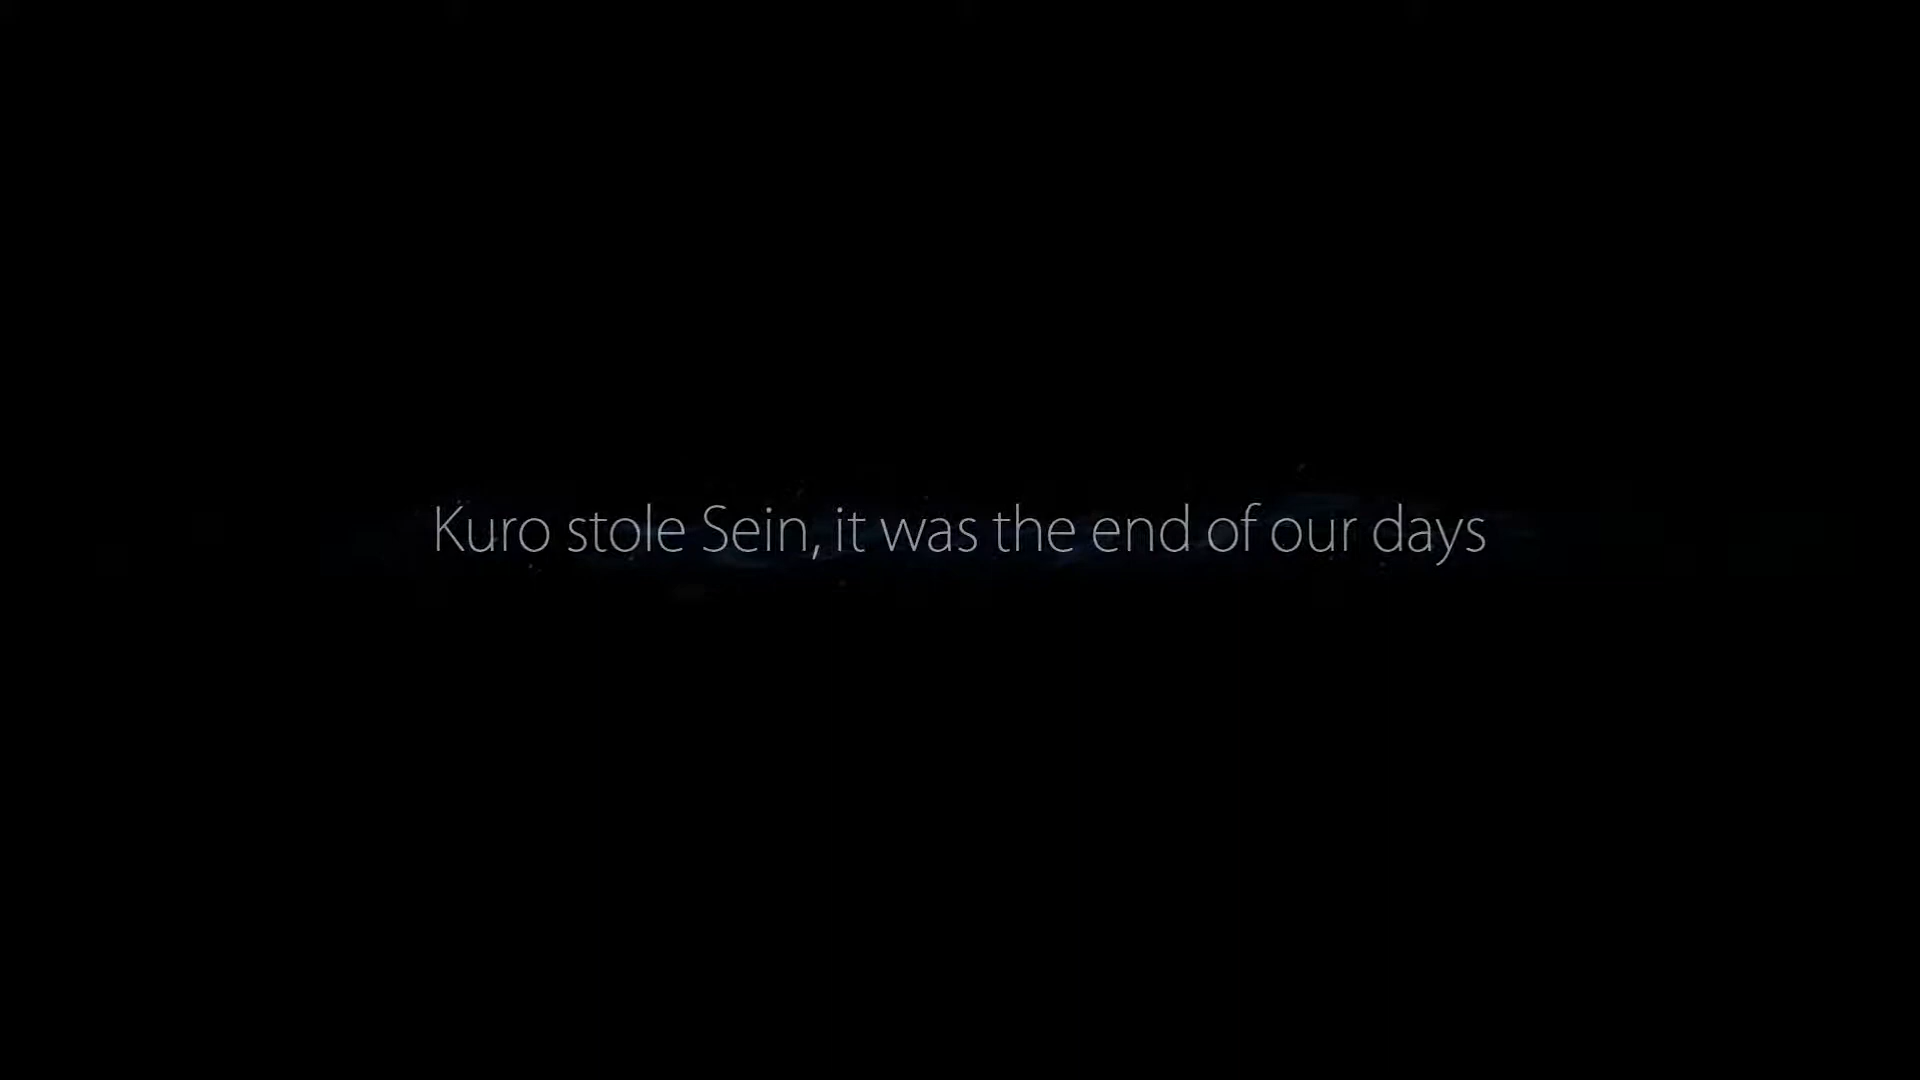 Kuro stole Sein, it was the end of our days